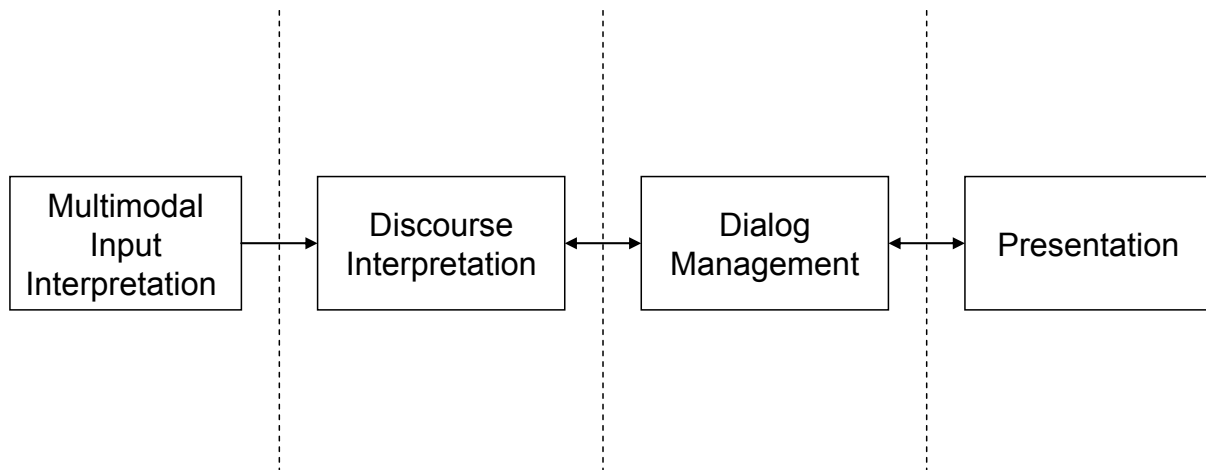 Multimodal
Input
Interpretation
Discourse
Interpretation
Dialog
Management
Presentation